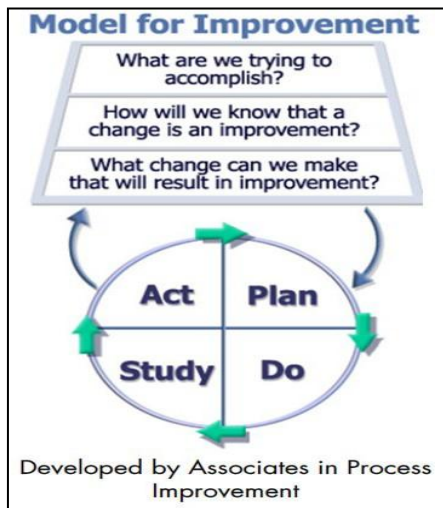 Model for Improvement
What are we trying to
accomplish?
How will we know that a
change is an improvement?
What change can we make
that will result in improvement?
Act
Plan
Study
Do
Developed by Associates in Process
Improvement